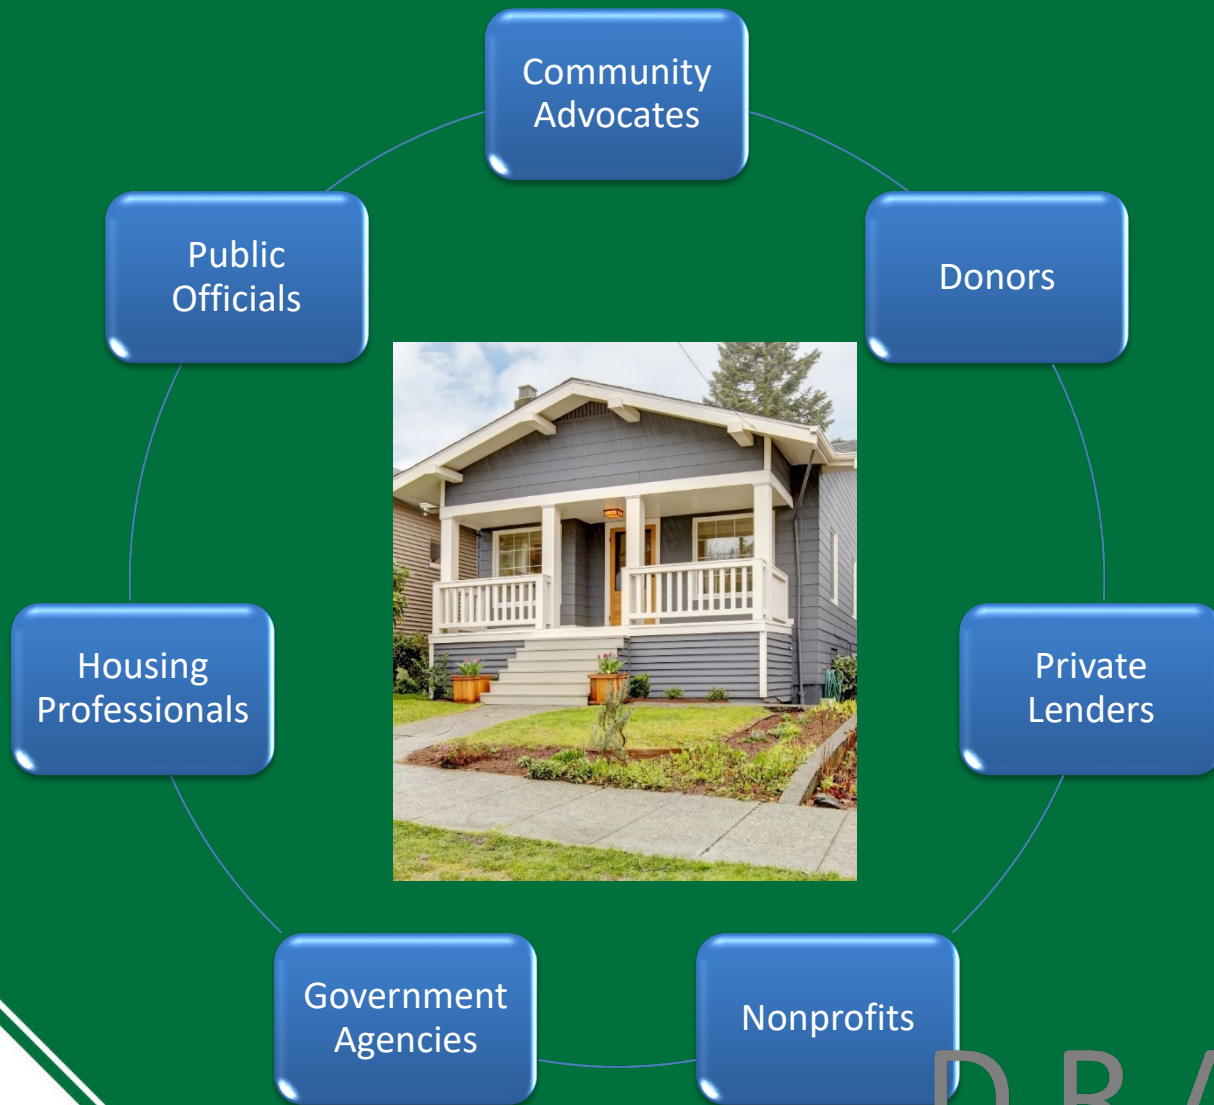 Community
Advocates
Public
Officials
Donors
Housing
Professionals
Private
Lenders
Government
Agencies
Nonprofits
D R A